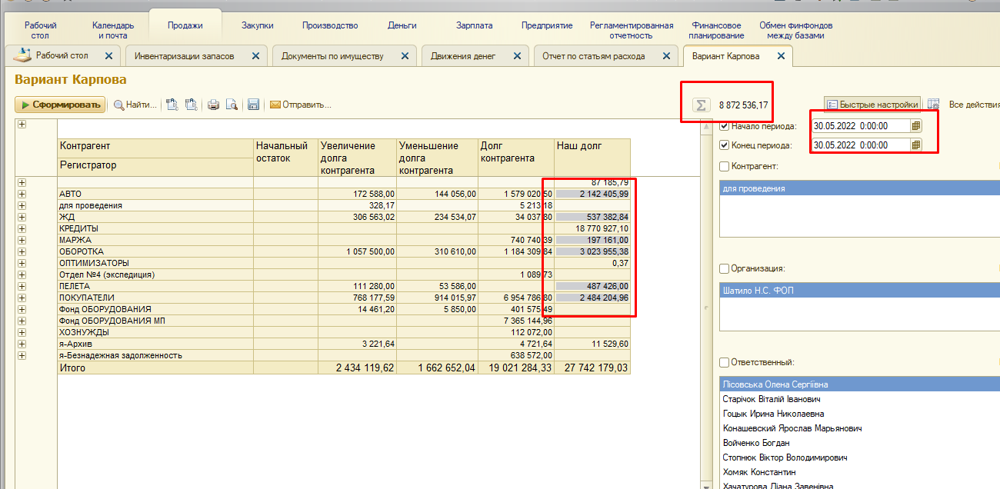 Рабочий стол
Календарь и почта
Продажи
Закупки
Производство
Деньги
Зарплата
Предприятие
Регламентированная отчетность
Финансовое планирование
Обмен финфондов между базами
Рабочий стол
Инвентаризации запасов
Документы по имуществу
Движения денег
Отчет по статьям расхода
Вариант Карпова
Вариант Карпова
Сформировать
Найти...
Отправить...
Σ 8 872 536,17
Быстрые настройки
Все действия
Контрагент Начальный остаток Увеличение долга контрагента Уменьшение долга контрагента Долг контрагента Наш долг
Регистратор
87 185,79
АВТО 172 588,00 144 056,00 1 579 020,50 2 142 405,99
для проведения 328,17 5 213,18
ЖД 306 563,02 234 534,07 34 037,80 537 382,84
КРЕДИТЫ 18 770 927,10
МАРЖА 740 740,39 197 161,00
ОБОРОТКА 1 057 500,00 310 610,00 1 184 309,84 3 023 955,38
ОПТИМИЗАТОРЫ 0,37
Отдел №4 (экспедиция) 1 089,73
ПЕЛЕТА 111 280,00 53 586,00 487 426,00
ПОКУПАТЕЛИ 768 177,59 914 015,97 6 954 786,80 2 484 204,96
Фонд ОБОРУДОВАНИЯ 14 461,20 5 850,00 401 575,49
Фонд ОБОРУДОВАНИЯ МП 7 365 144,96
ХОЗНУЖДЫ 112 072,00
я-Архив 3 221,64 4 721,64 11 529,60
я-Безнадежная задолженность 638 572,00
Итого 2 434 119,62 1 662 652,04 19 021 284,33 27 742 179,03
Начало периода: 30.05.2022 0:00:00
Конец периода: 30.05.2022 0:00:00
Контрагент:
для проведения
Организация:
Шатило Н.С. ФОП
Ответственный:
Лісовська Олена Сергіївна
Старічок Віталій Іванович
Гоцык Ирина Николаевна
Конашевский Ярослав Марьянович
Войченко Богдан
Стопнюк Віктор Володимирович
Хомяк Константин
Хачатурова Ліана Завенівна